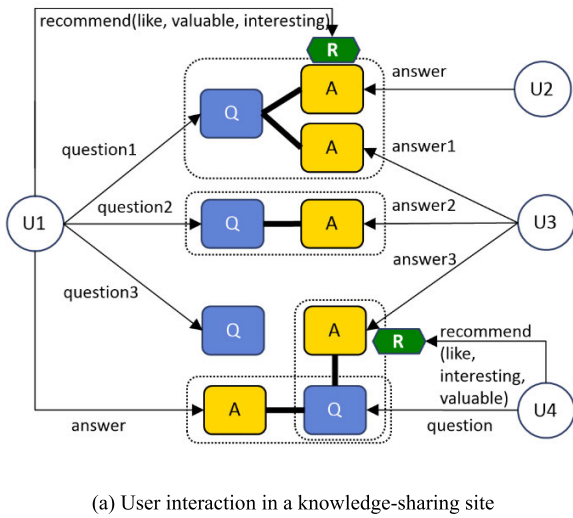 recommend(like, valuable, interesting)
R
A
answer
U2
Q
question1
A
answer1
U1
question2
Q
A
answer2
U3
answer3
question3
Q
A
R
recommend
(like,
interesting,
valuable)
A
Q
U4
answer
question
(a) User interaction in a knowledge-sharing site